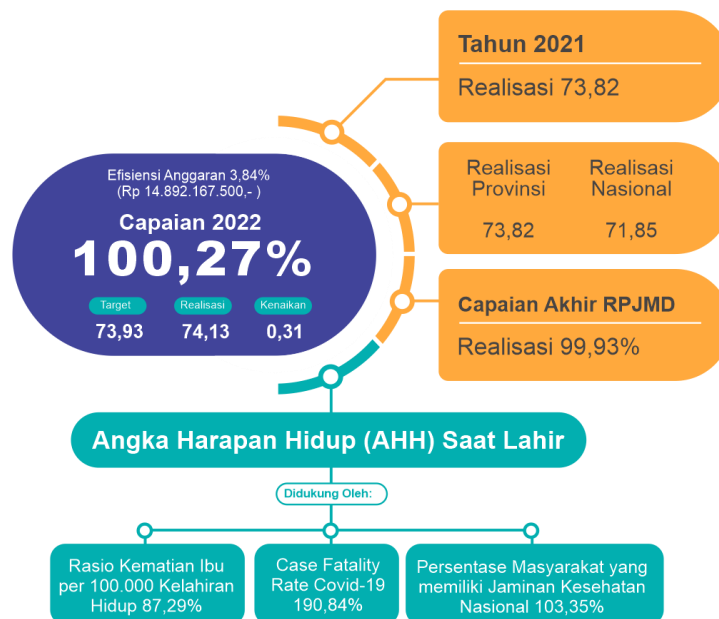 Tahun 2021
Realisasi 73,82
Efisiensi Anggaran 3,84%
(Rp 14.892.167.500,- )
Capaian 2022
100,27%
Target
Realisasi
Kenaikan
73,93
74,13
0,31
Realisasi
Provinsi
Realisasi
Nasional
73,82
71,85
Capaian Akhir RPJMD
Realisasi 99,93%
Angka Harapan Hidup (AHH) Saat Lahir
Didukung Oleh:
Rasio Kematian Ibu
per 100.000 Kelahiran
Hidup 87,29%
Case Fatality
Rate Covid-19
190,84%
Persentase Masyarakat yang
memiliki Jaminan Kesehatan
Nasional 103,35%